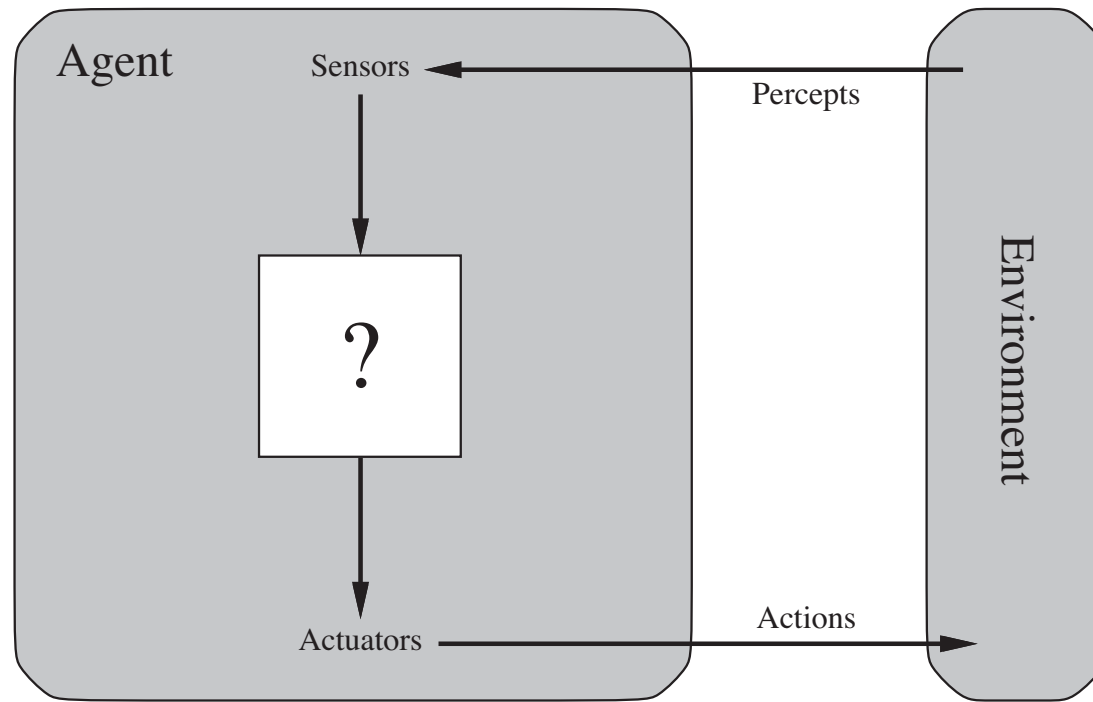 Agent
Sensors
Percepts
?
Environment
Actuators
Actions